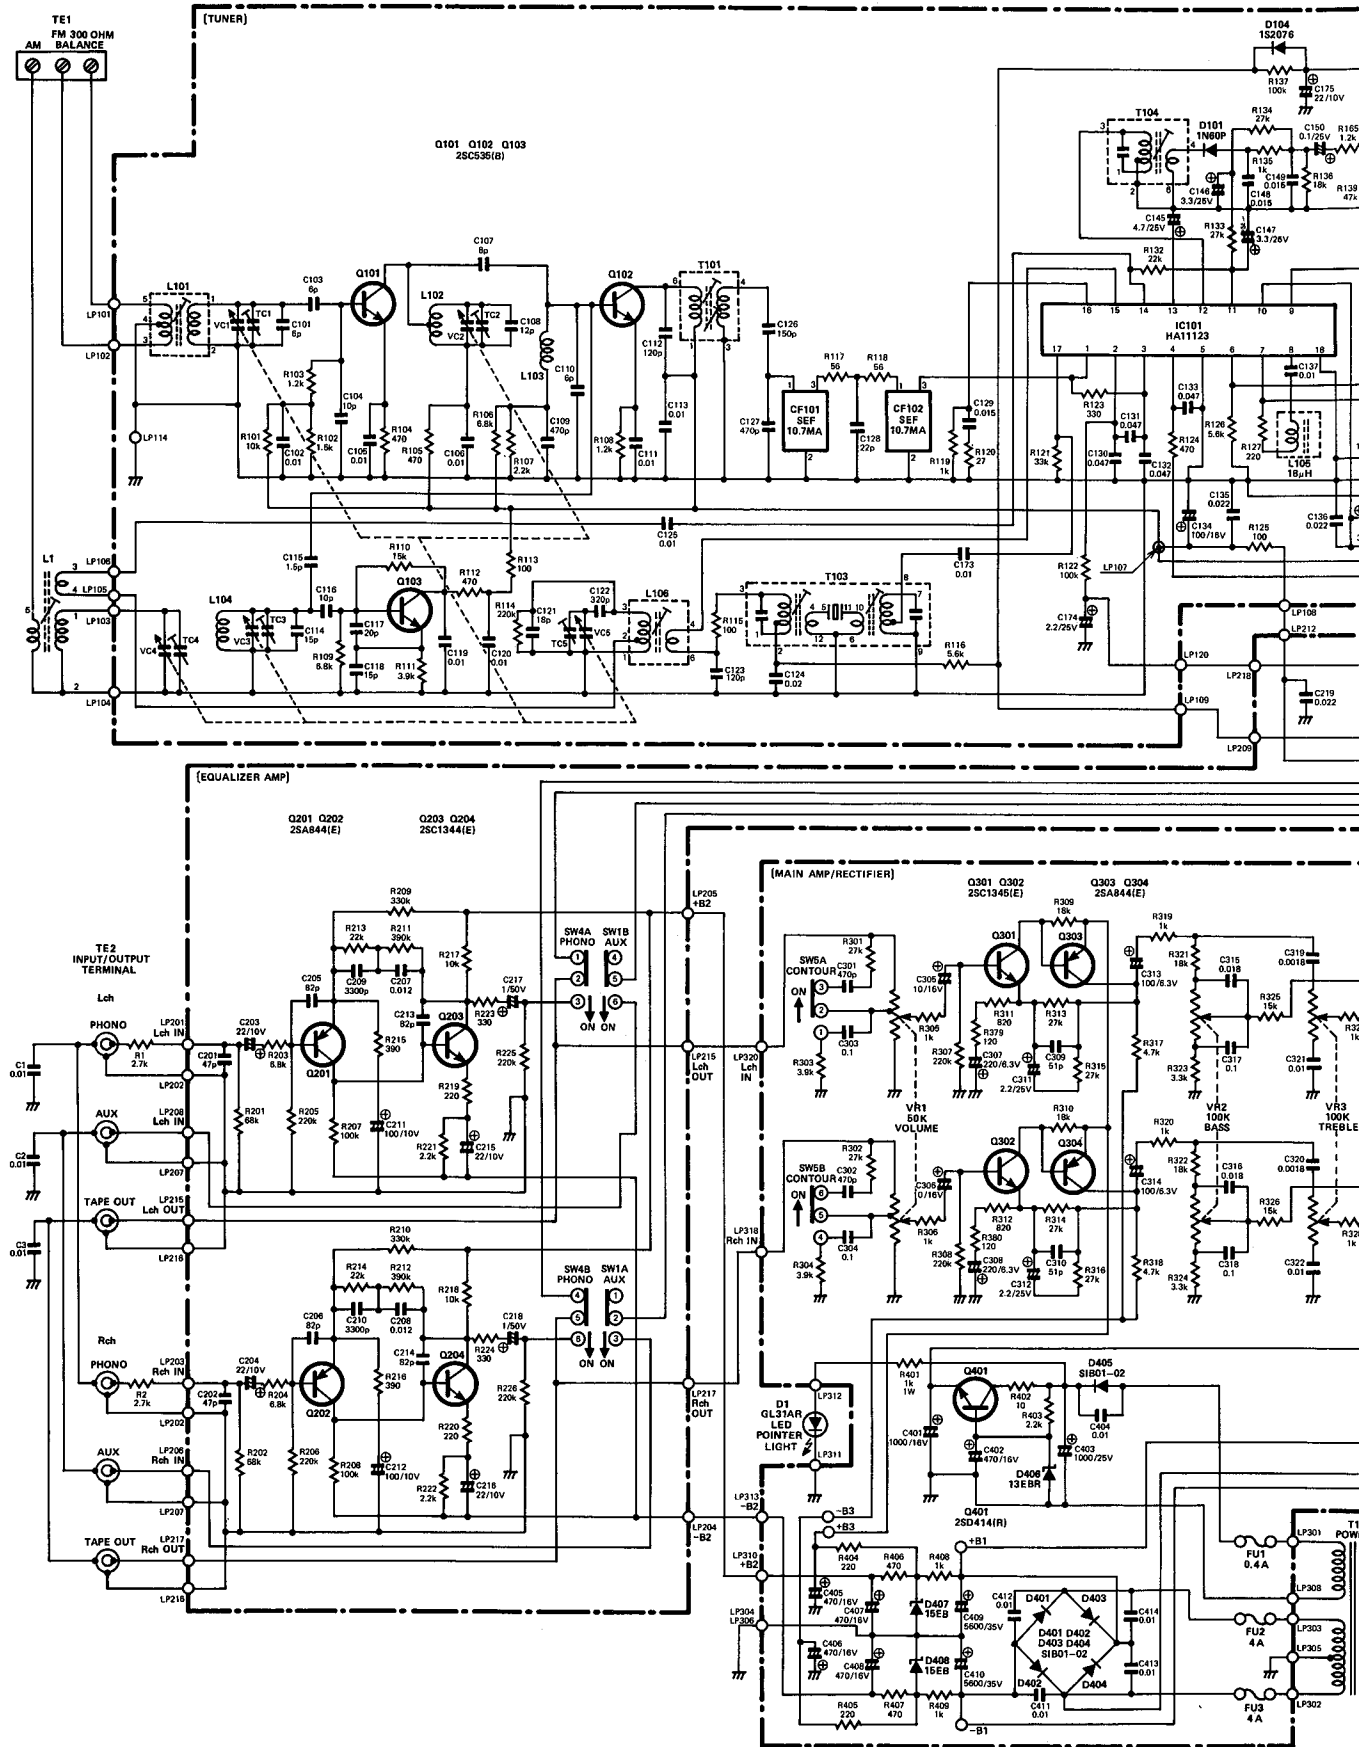 TE1
FM 300 OHM
AM BALANCE
(TUNER)
D104
1S2076
R137
100k
C175
22/10V
Q101 Q102 Q103
2SC535(B)
T104
D101
1N60P
R134
27k
C150
0.1/25V
R165
1.2k
R135
1k
C149
0.015
R136
18k
R139
47k
C146
3.3/25V
C148
0.015
C145
4.7/25V
R133
27k
C147
3.3/25V
R132
22k
C107
8p
L101
C103
6p
Q101
L102
TC1
VC1
C101
6p
TC2
VC2
C108
12p
L103
Q102
T101
C126
150p
C112
120p
C110
6p
LP101
LP102
IC101
HA11123
16 15 14 13 12 11 10 9
17 1 2 3 4 5 6 7 8 18
R117
56
R118
56
CF101
SEF
10.7MA
CF102
SEF
10.7MA
R103
1.2k
C104
10p
R101
10k
C102
0.01
R102
1.5k
C105
0.01
R104
470
R105
470
C106
0.01
R106
6.8k
R107
2.2k
C109
470p
R108
1.2k
C111
0.01
C113
0.01
C127
470p
C128
22p
C129
0.015
R119
1k
R120
27
R121
33k
R123
330
C131
0.047
C130
0.047
C132
0.047
C133
0.047
R124
470
R126
5.6k
R127
220
C137
0.01
L105
18μH
LP114
C135
0.022
C134
100/16V
R125
100
C136
0.022
L1
LP106
LP105
LP103
LP104
C115
1.5p
R110
15k
C125
0.01
R113
100
C173
0.01
R122
100k
LP107
L104
C116
10p
Q103
R112
470
R114
220k
C121
18p
C122
320p
L106
T103
VC4
TC4
VC3
TC3
C114
15p
R109
6.8k
C117
20p
C118
15p
R111
3.9k
C119
0.01
C120
0.01
TC5
VC5
R115
100
C123
120p
C124
0.02
R116
5.6k
C174
2.2/25V
LP108
LP212
LP120
LP218
LP109
LP209
C219
0.022
(EQUALIZER AMP)
Q201 Q202
2SA844(E)
Q203 Q204
2SC1344(E)
(MAIN AMP/RECTIFIER)
Q301 Q302
2SC1345(E)
Q303 Q304
2SA844(E)
LP205
+B2
TE2
INPUT/OUTPUT
TERMINAL
Lch
R209
330k
R213
22k
R211
390k
R217
10k
SW4A
PHONO
SW1B
AUX
C205
82p
C209
3300p
C207
0.012
C217
1/50V
C213
82p
R223
330
ON ON
PHONO
LP201
Lch IN
C203
22/10V
R1
2.7k
C1
0.01
C201
47p
R203
6.8k
Q201
R215
390
Q203
R225
220k
LP202
R219
220
AUX
LP208
Lch IN
R201
68k
R205
220k
R207
100k
C211
100/10V
R221
2.2k
C215
22/10V
C2
0.01
LP207
TAPE OUT
LP215
Lch OUT
C3
0.01
LP216
LP215
Lch
OUT
LP320
Lch
IN
R301
27k
SW5A
CONTOUR
ON
C301
470p
C303
0.1
R303
3.9k
C305
10/16V
R305
1k
Q301
R309
18k
Q303
R311
820
R313
27k
R379
120
R307
220k
C307
220/6.3V
C309
51p
C311
2.2/25V
R315
27k
C313
100/6.3V
R319
1k
R317
4.7k
R321
18k
C315
0.018
R325
15k
C319
0.0018
C317
0.1
R323
3.3k
C321
0.01
VR1
50K
VOLUME
VR2
100K
BASS
VR3
100K
TREBLE
R302
27k
SW5B
ON
C302
470p
C304
0.1
R304
3.9k
C306
10/16V
R306
1k
Q302
R310
18k
Q304
R312
820
R314
27k
R380
120
R308
220k
C308
220/6.3V
C310
51p
C312
2.2/25V
R316
27k
C314
100/6.3V
R320
1k
R318
4.7k
R322
18k
C316
0.018
R326
15k
C320
0.0018
C318
0.1
R324
3.3k
C322
0.01
LP318
Rch IN
R210
330k
R214
22k
R212
390k
R218
10k
SW4B
PHONO
SW1A
AUX
C206
82p
C210
3300p
C208
0.012
C218
1/50V
C214
82p
R224
330
ON ON
Rch
PHONO
LP203
Rch IN
C204
22/10V
R2
2.7k
C202
47p
R204
6.8k
Q202
R216
390
Q204
R226
220k
LP202
R220
220
AUX
LP206
Rch IN
R202
68k
R206
220k
R208
100k
C212
100/10V
R222
2.2k
C216
22/10V
LP207
TAPE OUT
LP217
Rch OUT
LP216
LP217
Rch
OUT
LP204
-B2
LP312
D1
GL31AR
LED
POINTER
LIGHT
LP311
R401
1k
1W
Q401
D405
SIB01-02
R402
10
R403
2.2k
C404
0.01
C401
1000/16V
C402
470/16V
C403
1000/25V
D406
13EBR
Q401
2SD414(R)
LP313
-B2
LP310
+B2
LP304
LP306
-B3
+B3
+B1
-B1
R404
220
R406
470
R408
1k
C405
470/16V
C407
470/16V
D407
15EB
C409
5600/35V
C406
470/16V
C408
470/16V
D408
15EB
C410
5600/35V
R405
220
R407
470
R409
1k
C412
0.01
D401
D403
D401 D402
D403 D404
SIB01-02
D402
D404
C414
0.01
C413
0.01
C411
0.01
FU1
0.4A
FU2
4A
FU3
4A
LP301
LP308
LP303
LP305
LP302